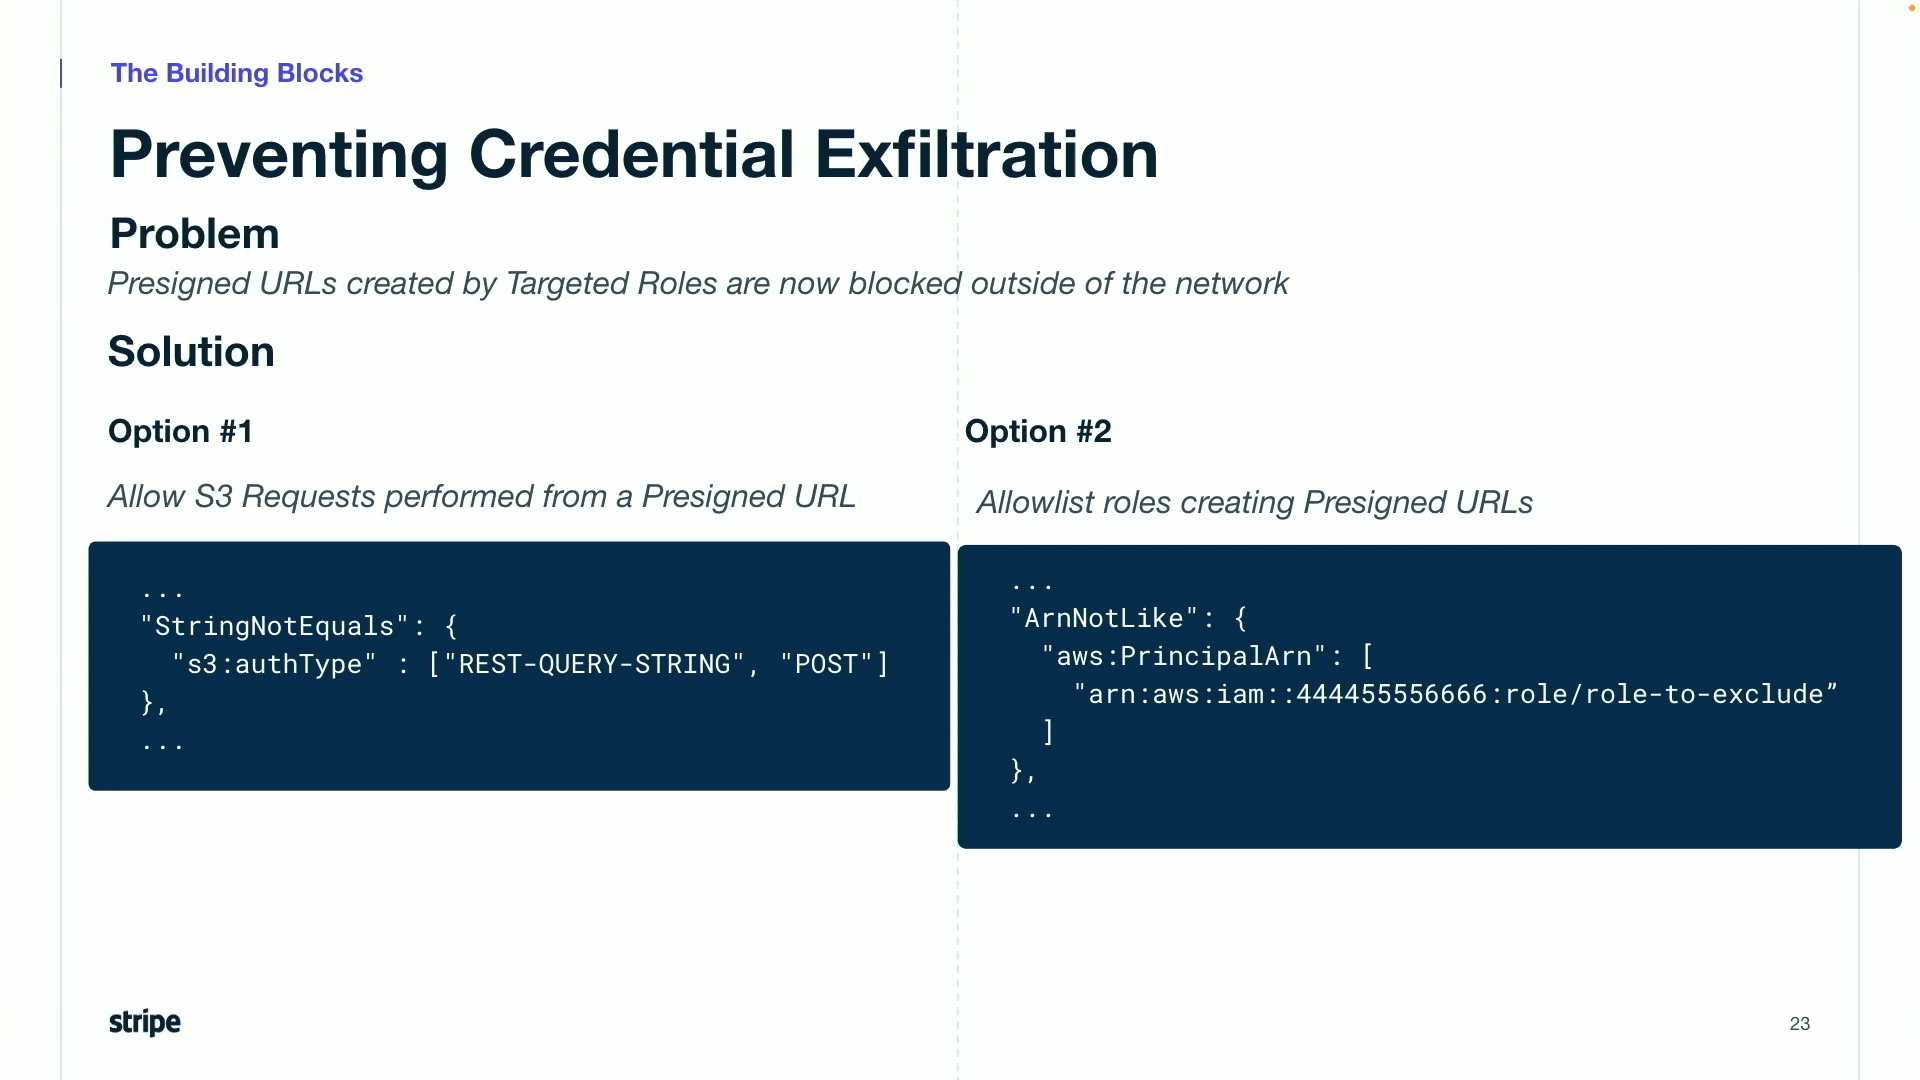 The Building Blocks
Preventing Credential Exfiltration
Problem
Presigned URLs created by Targeted Roles are now blocked outside of the network
Solution
Option #1
Allow S3 Requests performed from a Presigned URL
...
"StringNotEquals": {
  "s3:authType" : ["REST-QUERY-STRING", "POST"]
},
...
Option #2
Allowlist roles creating Presigned URLs
...
"ArnNotLike": {
  "aws:PrincipalArn": [
    "arn:aws:iam::444455556666:role/role-to-exclude”
  ]
},
...
stripe
23